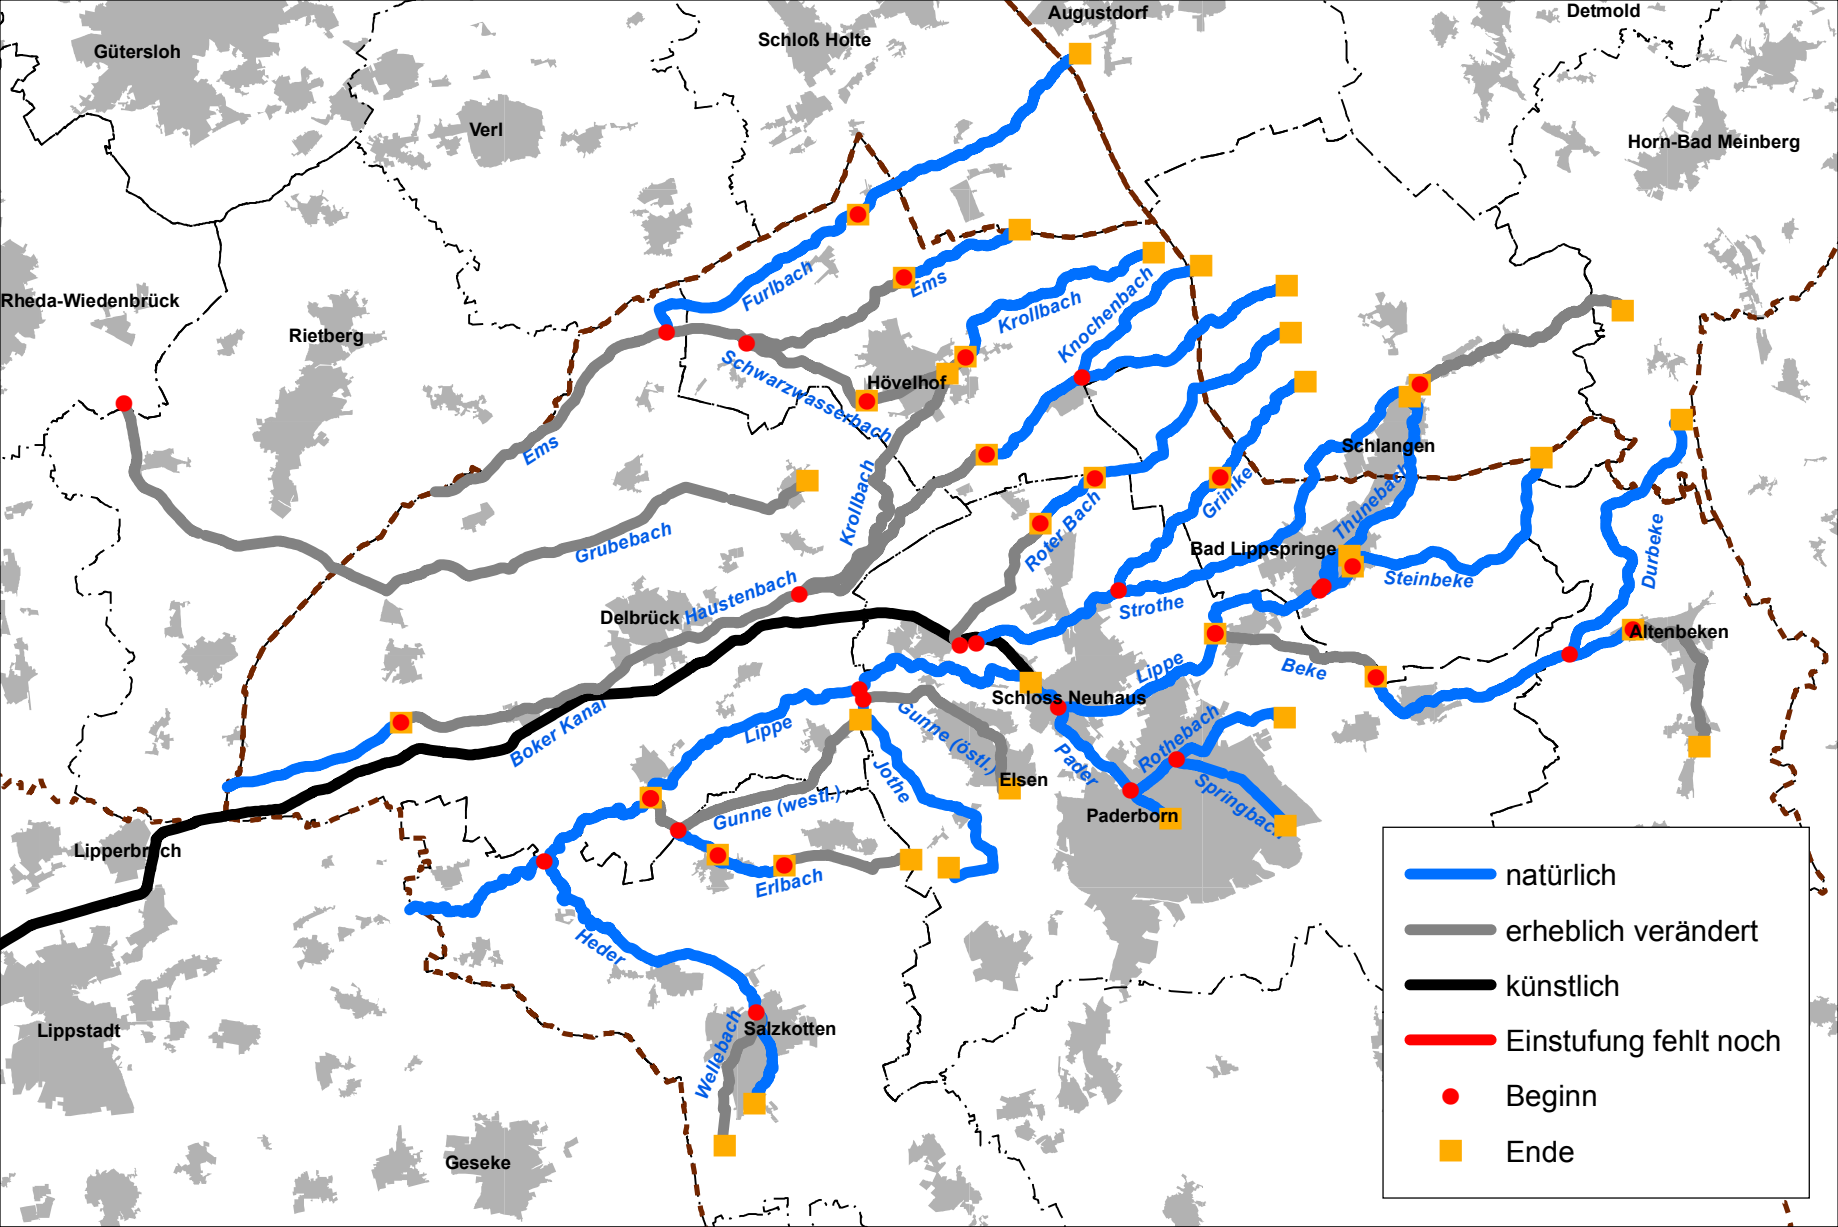 Augustdorf
Detmold
Gütersloh
Schloß Holte
Verl
Horn-Bad Meinberg
Rheda-Wiedenbrück
Furlbach
Ems
Rietberg
Krollbach
Knochenbach
Schwarzwasserbach
Hövelhof
Ems
Schlangen
Krollbach
Grimke
Thunebach
Roter Bach
Grubebach
Bad Lippspringe
Durbeke
Steinbeke
Haustenbach
Delbrück
Strothe
Altenbeken
Lippe
Beke
Schloss Neuhaus
Boker Kanal
Lippe
Gunne (östl.)
Rothebach
Pader
Elsen
Jothe
Springbach
Gunne (westl.)
Paderborn
Lipperbruch
Erlbach
Heder
Lippstadt
Salzkotten
Wellebach
Geseke
natürlich
erheblich verändert
künstlich
Einstufung fehlt noch
Beginn
Ende